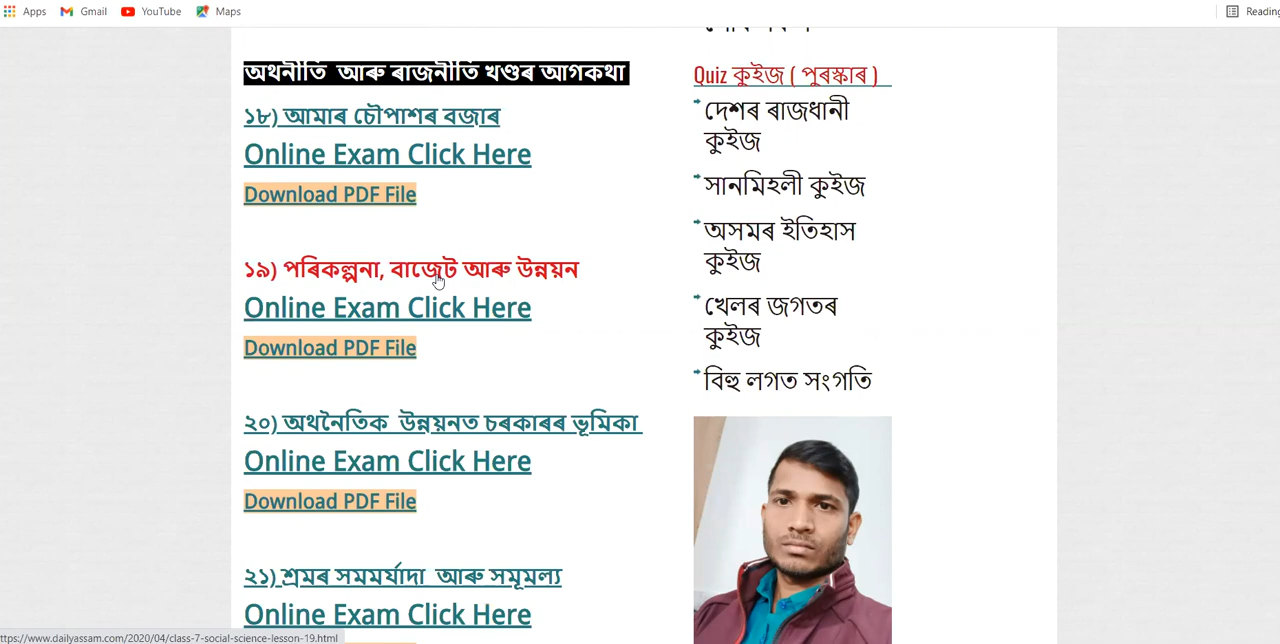 Apps Gmail YouTube Maps Reading
অৰ্থনীতি আৰু ৰাজনীতি খণ্ডৰ আগকথা
১৮) আমাৰ চৌপাশৰ বজাৰ
Online Exam Click Here
Download PDF File
১৯) পৰিকল্পনা, বাজেট আৰু উন্নয়ন
Online Exam Click Here
Download PDF File
২০) অৰ্থনৈতিক উন্নয়নত চৰকাৰৰ ভূমিকা
Online Exam Click Here
Download PDF File
২১) শ্ৰমৰ সমমৰ্যাদা আৰু সমূমল্য
Online Exam Click Here
Quiz কুইজ ( পুৰস্কাৰ )
দেশৰ ৰাজধানী
কুইজ
সানমিহলী কুইজ
অসমৰ ইতিহাস
কুইজ
খেলৰ জগতৰ
কুইজ
বিহু লগত সংগতি
ttps://www.dailyassam.com/2020/04/class-7-social-science-lesson-19.html